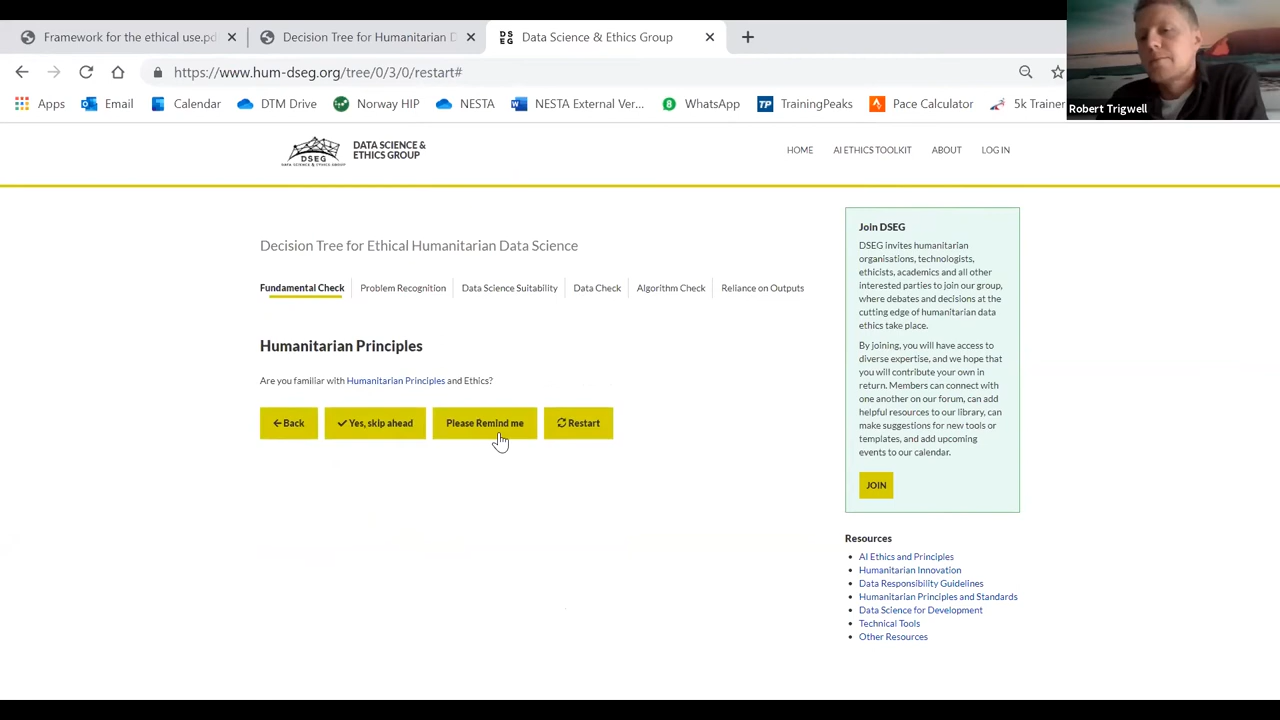 Framework for the ethical use.pd
Decision Tree for Humanitarian D
DS EG
Data Science & Ethics Group
https://www.hum-dseg.org/tree/0/3/0/restart#
Apps
Email
Calendar
DTM Drive
Norway HIP
NESTA
NESTA External Ver...
WhatsApp
TrainingPeaks
Pace Calculator
5k Trainer
Robert Trigwell
DSEG
DATA SCIENCE & ETHICS GROUP
DATA SCIENCE &
ETHICS GROUP
HOME
AI ETHICS TOOLKIT
ABOUT
LOG IN
Decision Tree for Ethical Humanitarian Data Science
Fundamental Check
Problem Recognition
Data Science Suitability
Data Check
Algorithm Check
Reliance on Outputs
Humanitarian Principles
Are you familiar with Humanitarian Principles and Ethics?
Back
Yes, skip ahead
Please Remind me
Restart
Join DSEG
DSEG invites humanitarian
organisations, technologists,
ethicists, academics and all other
interested parties to join our group,
where debates and decisions at the
cutting edge of humanitarian data
ethics take place.
By joining, you will have access to
diverse expertise, and we hope that
you will contribute your own in
return. Members can connect with
one another on our forum, can add
helpful resources to our library, can
make suggestions for new tools or
templates, and add upcoming
events to our calendar.
JOIN
Resources
AI Ethics and Principles
Humanitarian Innovation
Data Responsibility Guidelines
Humanitarian Principles and Standards
Data Science for Development
Technical Tools
Other Resources